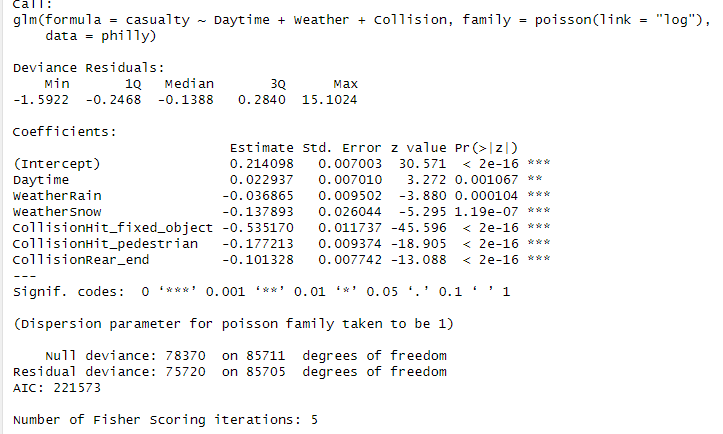 Call:
glm(formula = casualty ~ Daytime + Weather + Collision, family = poisson(link = "log"),
    data = philly)
Deviance Residuals:
    Min       1Q   Median       3Q      Max
-1.5922  -0.2468  -0.1388   0.2840  15.1024
Coefficients:
                           Estimate Std. Error z value Pr(>|z|)
(Intercept)                0.214098   0.007003  30.571  < 2e-16 ***
Daytime                    0.022937   0.007010   3.272 0.001067 **
WeatherRain               -0.036865   0.009502  -3.880 0.000104 ***
WeatherSnow               -0.137893   0.026044  -5.295 1.19e-07 ***
CollisionHit_fixed_object -0.535170   0.011737 -45.596  < 2e-16 ***
CollisionHit_pedestrian   -0.177213   0.009374 -18.905  < 2e-16 ***
CollisionRear_end         -0.101328   0.007742 -13.088  < 2e-16 ***
---
Signif. codes:  0 ‘***’ 0.001 ‘**’ 0.01 ‘*’ 0.05 ‘.’ 0.1 ‘ ’ 1
(Dispersion parameter for poisson family taken to be 1)
    Null deviance: 78370  on 85711  degrees of freedom
Residual deviance: 75720  on 85705  degrees of freedom
AIC: 221573
Number of Fisher Scoring iterations: 5